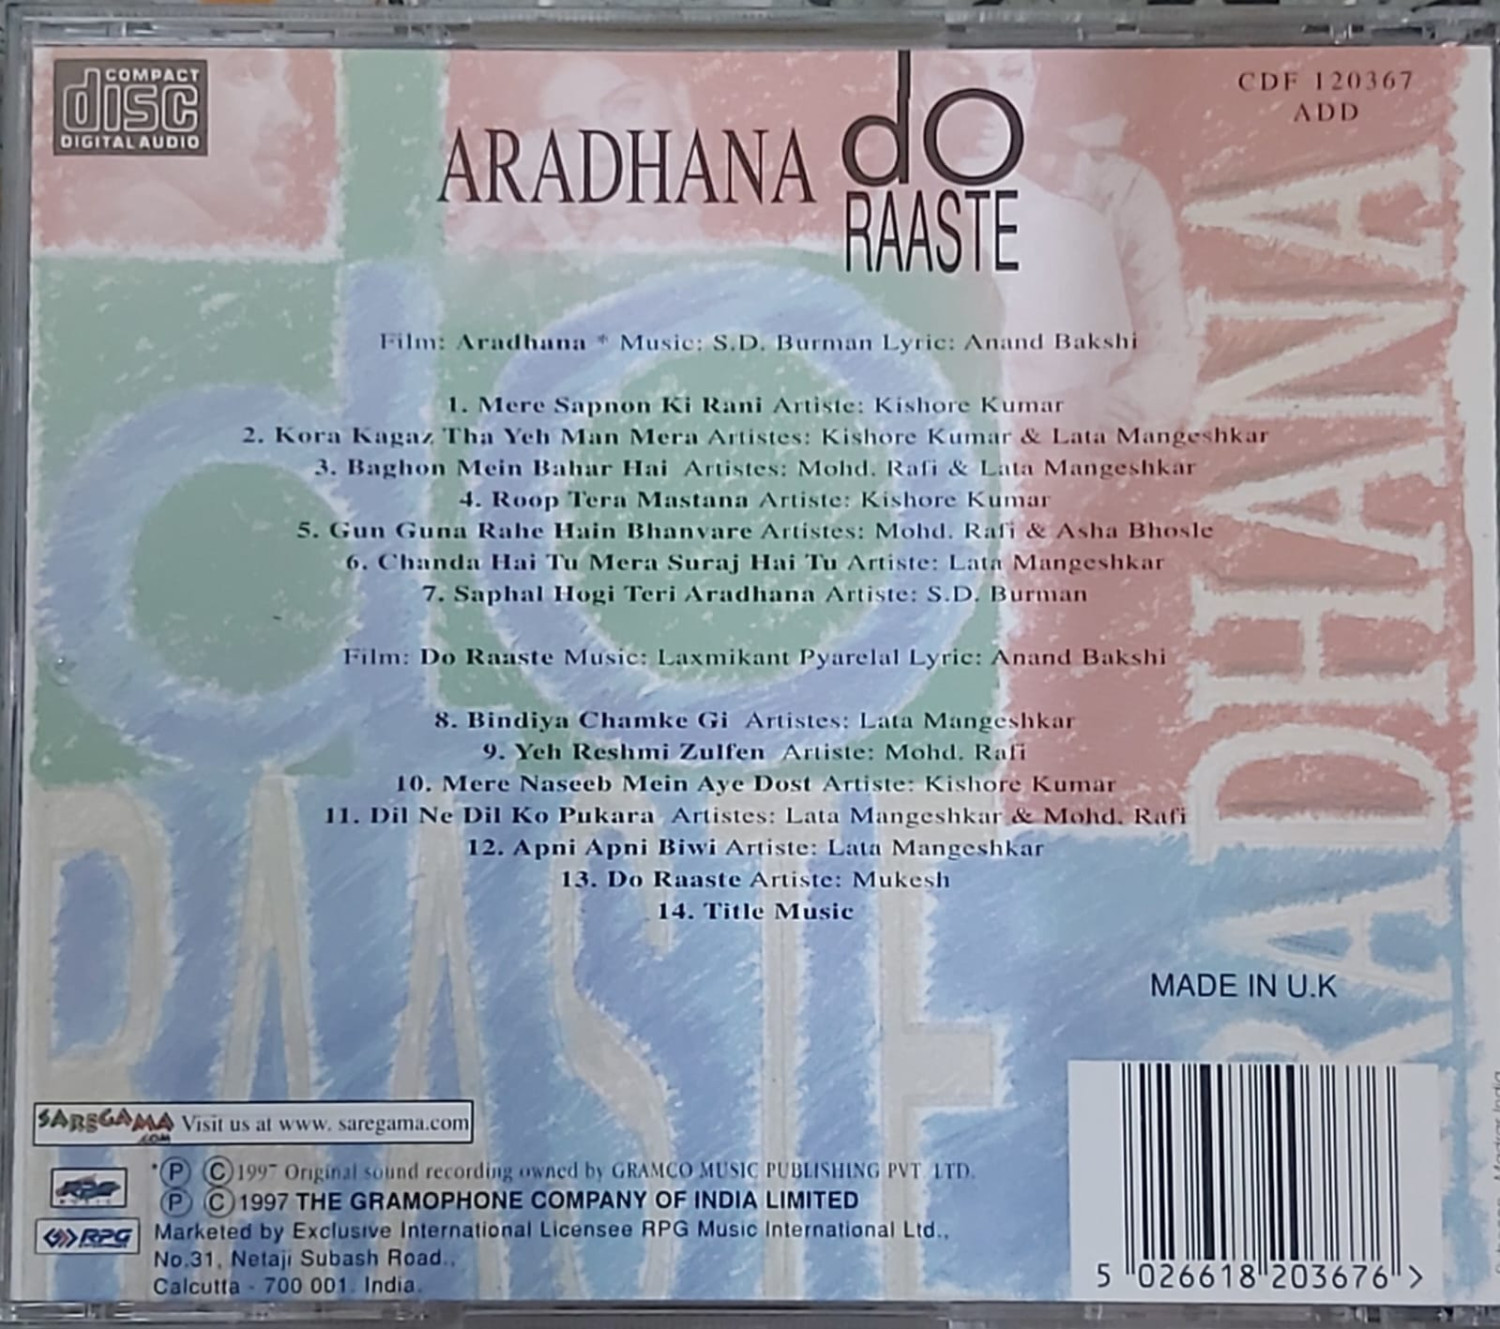 COMPACT
disc
DIGITAL AUDIO
CDF 120367
ADD
ARADHANA
do
RAASTE
Film: Aradhana * Music: S.D. Burman Lyric: Anand Bakshi
1. Mere Sapnon Ki Rani Artiste: Kishore Kumar
2. Kora Kagaz Tha Yeh Man Mera Artistes: Kishore Kumar & Lata Mangeshkar
3. Baghon Mein Bahar Hai Artistes: Mohd. Rafi & Lata Mangeshkar
4. Roop Tera Mastana Artiste: Kishore Kumar
5. Gun Guna Rahe Hain Bhanvare Artistes: Mohd. Rafi & Asha Bhosle
6. Chanda Hai Tu Mera Suraj Hai Tu Artiste: Lata Mangeshkar
7. Saphal Hogi Teri Aradhana Artiste: S.D. Burman
Film: Do Raaste Music: Laxmikant Pyarelal Lyric: Anand Bakshi
8. Bindiya Chamke Gi Artistes: Lata Mangeshkar
9. Yeh Reshmi Zulfen Artiste: Mohd. Rafi
10. Mere Naseeb Mein Aye Dost Artiste: Kishore Kumar
11. Dil Ne Dil Ko Pukara Artistes: Lata Mangeshkar & Mohd. Rafi
12. Apni Apni Biwi Artiste: Lata Mangeshkar
13. Do Raaste Artiste: Mukesh
14. Title Music
do
RAASTE
ARADHANA
MADE IN U.K
SAREGAMA.COM Visit us at www. saregama.com
*Ⓟ Ⓒ1997 Original sound recording owned by GRAMCO MUSIC PUBLISHING PVT. LTD.
Ⓟ Ⓒ1997 THE GRAMOPHONE COMPANY OF INDIA LIMITED
RPG
Marketed by Exclusive International Licensee RPG Music International Ltd.,
No.31, Netaji Subash Road.,
Calcutta - 700 001. India.
5 026618 203676 >